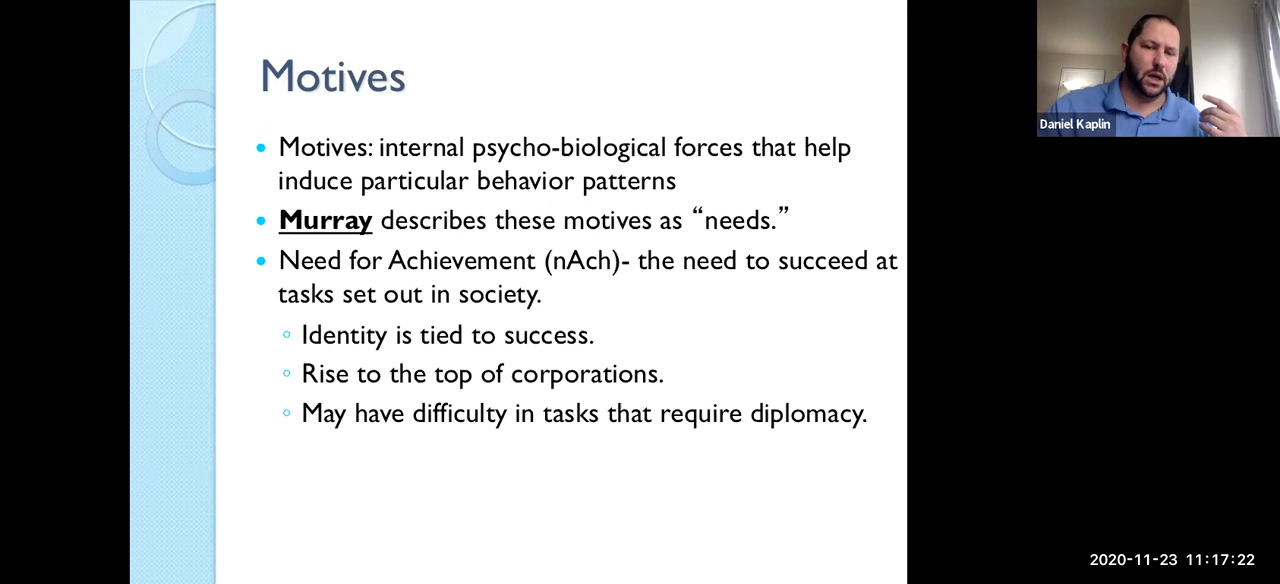 Motives
• Motives: internal psycho-biological forces that help
induce particular behavior patterns
• Murray describes these motives as “needs.”
• Need for Achievement (nAch)- the need to succeed at
tasks set out in society.
◦ Identity is tied to success.
◦ Rise to the top of corporations.
◦ May have difficulty in tasks that require diplomacy.
Daniel Kaplin
2020-11-23 11:17:22